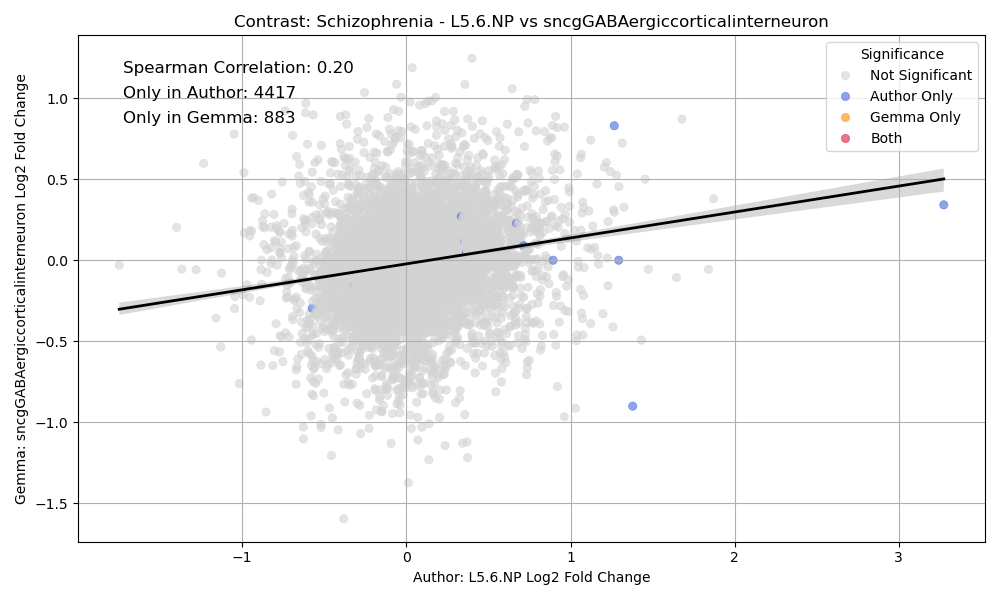 Contrast: Schizophrenia - L5.6.NP vs sncgGABAergiccorticalinterneuron
Spearman Correlation: 0.20
Only in Author: 4417
Only in Gemma: 883
Significance
Not Significant
Author Only
Gemma Only
Both
Gemma: sncgGABAergiccorticalinterneuron Log2 Fold Change
1.0
0.5
0.0
−0.5
−1.0
−1.5
−1
0
1
2
3
Author: L5.6.NP Log2 Fold Change